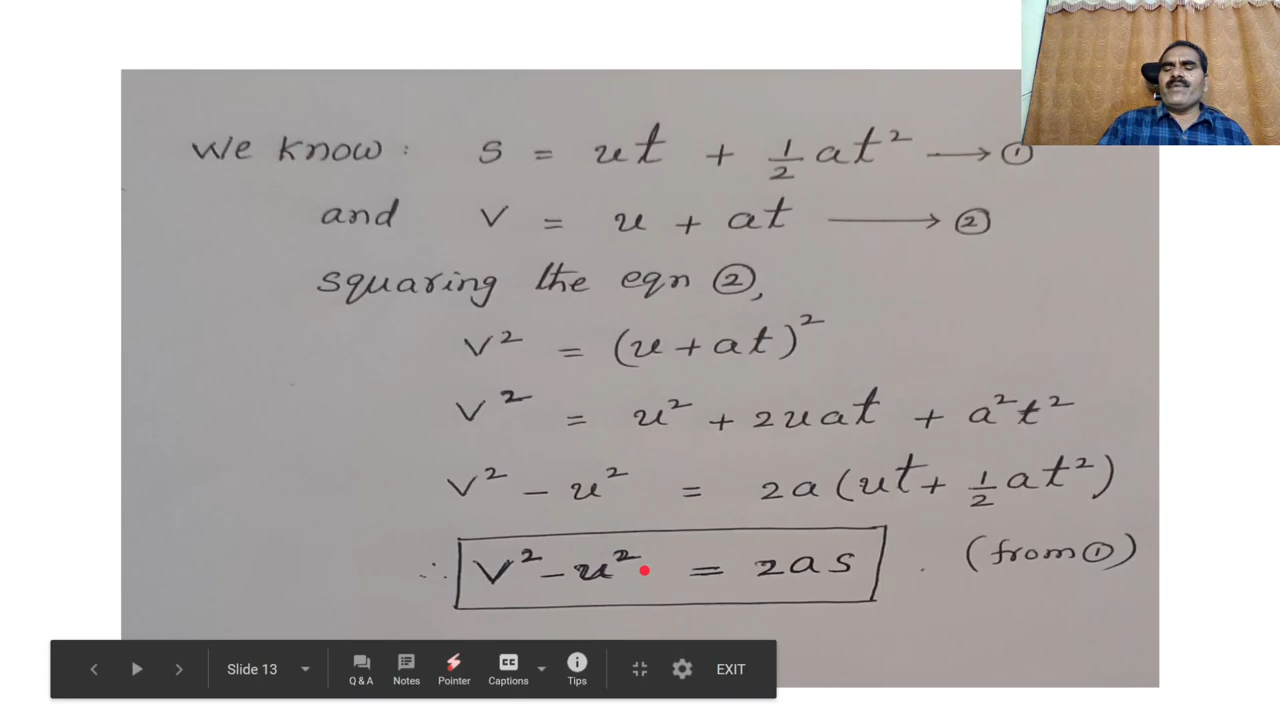 we know : s = ut + 1/2 at² → ①
and v = u + at → ②
squaring the eqn ②,
v² = (u + at)²
v² = u² + 2uat + a²t²
v² - u² = 2a (ut + 1/2 at²)
∴ v² - u² = 2as . (from ①)
Slide 13
Q & A Notes Pointer CC Captions Tips EXIT